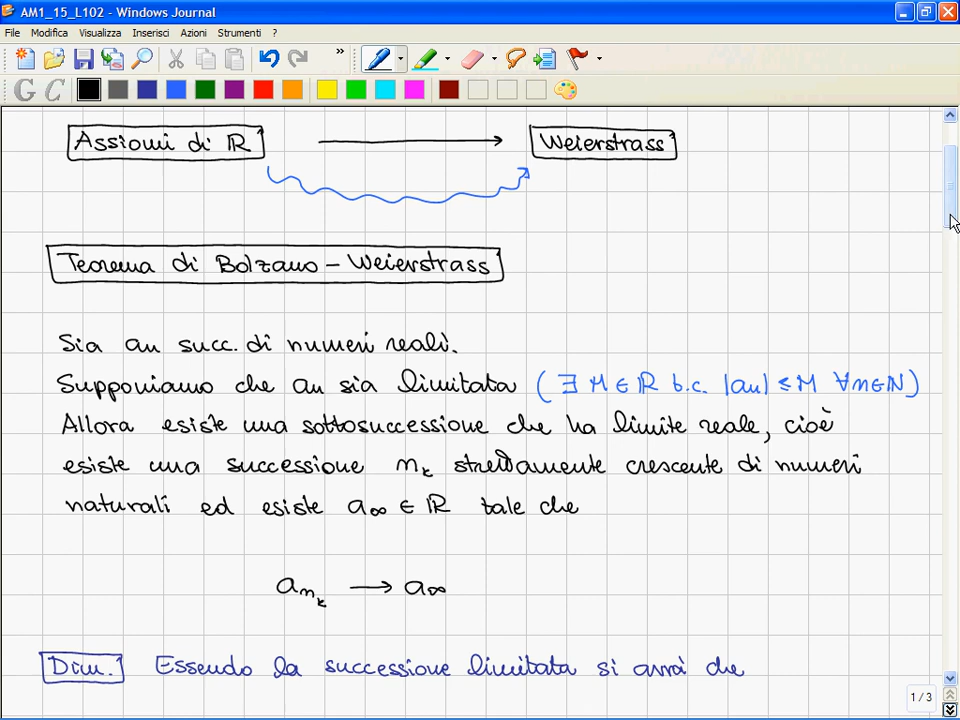 AM1_15_L102 - Windows Journal
File Modifica Visualizza Inserisci Azioni Strumenti ?
Assiomi di ℝ → Weierstrass
Teorema di Bolzano - Weierstrass
Sia an succ. di numeri reali.
Supponiamo che an sia limitata (∃ M ∈ ℝ t.c. |an| ≤ M ∀n∈ℕ)
Allora esiste una sottosuccessione che ha limite reale, cioè
esiste una successione n_k strettamente crescente di numeri
naturali ed esiste a∞ ∈ ℝ tale che
a_{n_k} → a∞
Dim. Essendo la successione limitata si avrà che
1 / 3